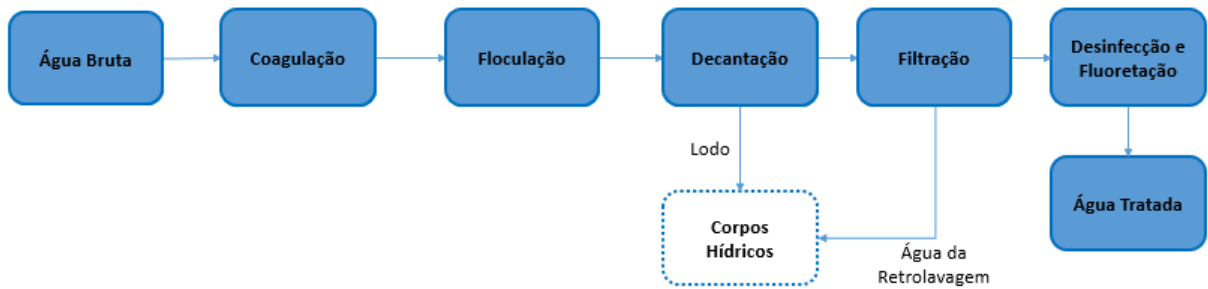 Água Bruta
Coagulação
Floculação
Decantação
Filtração
Desinfecção e
Fluoretação
Lodo
Corpos
Hídricos
Água da
Retrolavagem
Água Tratada